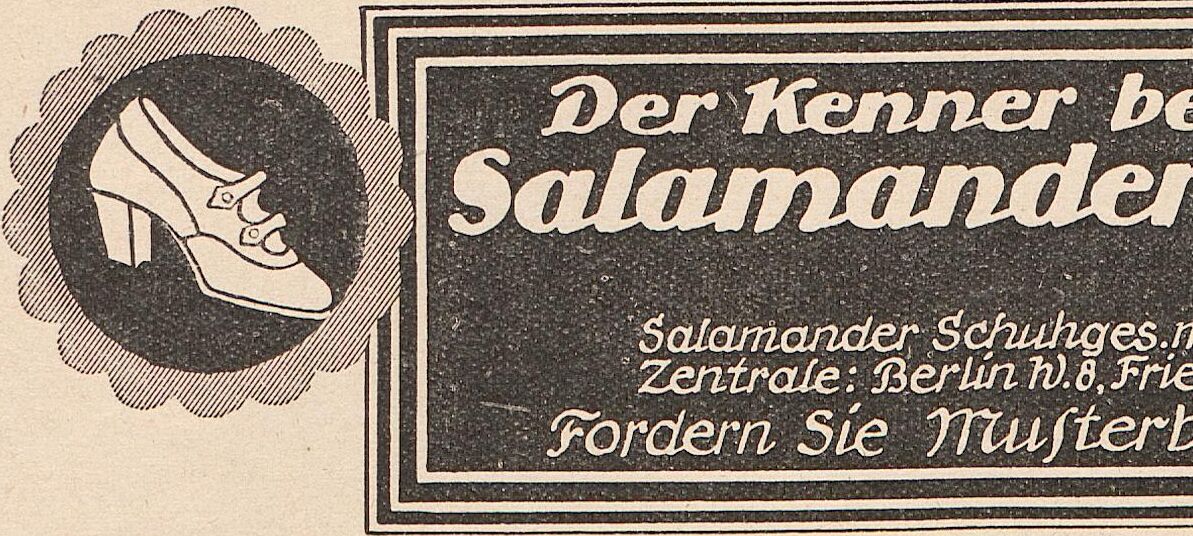 Der Kenner be
Salamander
Salamander Schuhges.m
Zentrale: Berlin W.8, Frie
Fordern Sie Muſterb